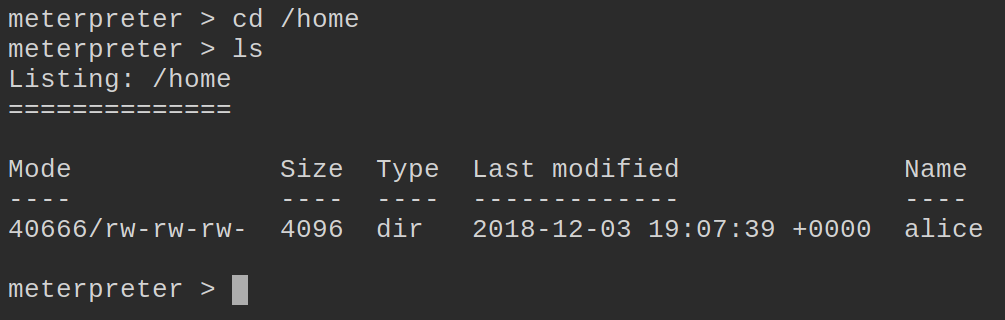 meterpreter > cd /home
meterpreter > ls
Listing: /home
==============
Mode Size Type Last modified Name
---- ---- ---- ------------- ----
40666/rw-rw-rw- 4096 dir 2018-12-03 19:07:39 +0000 alice
meterpreter >